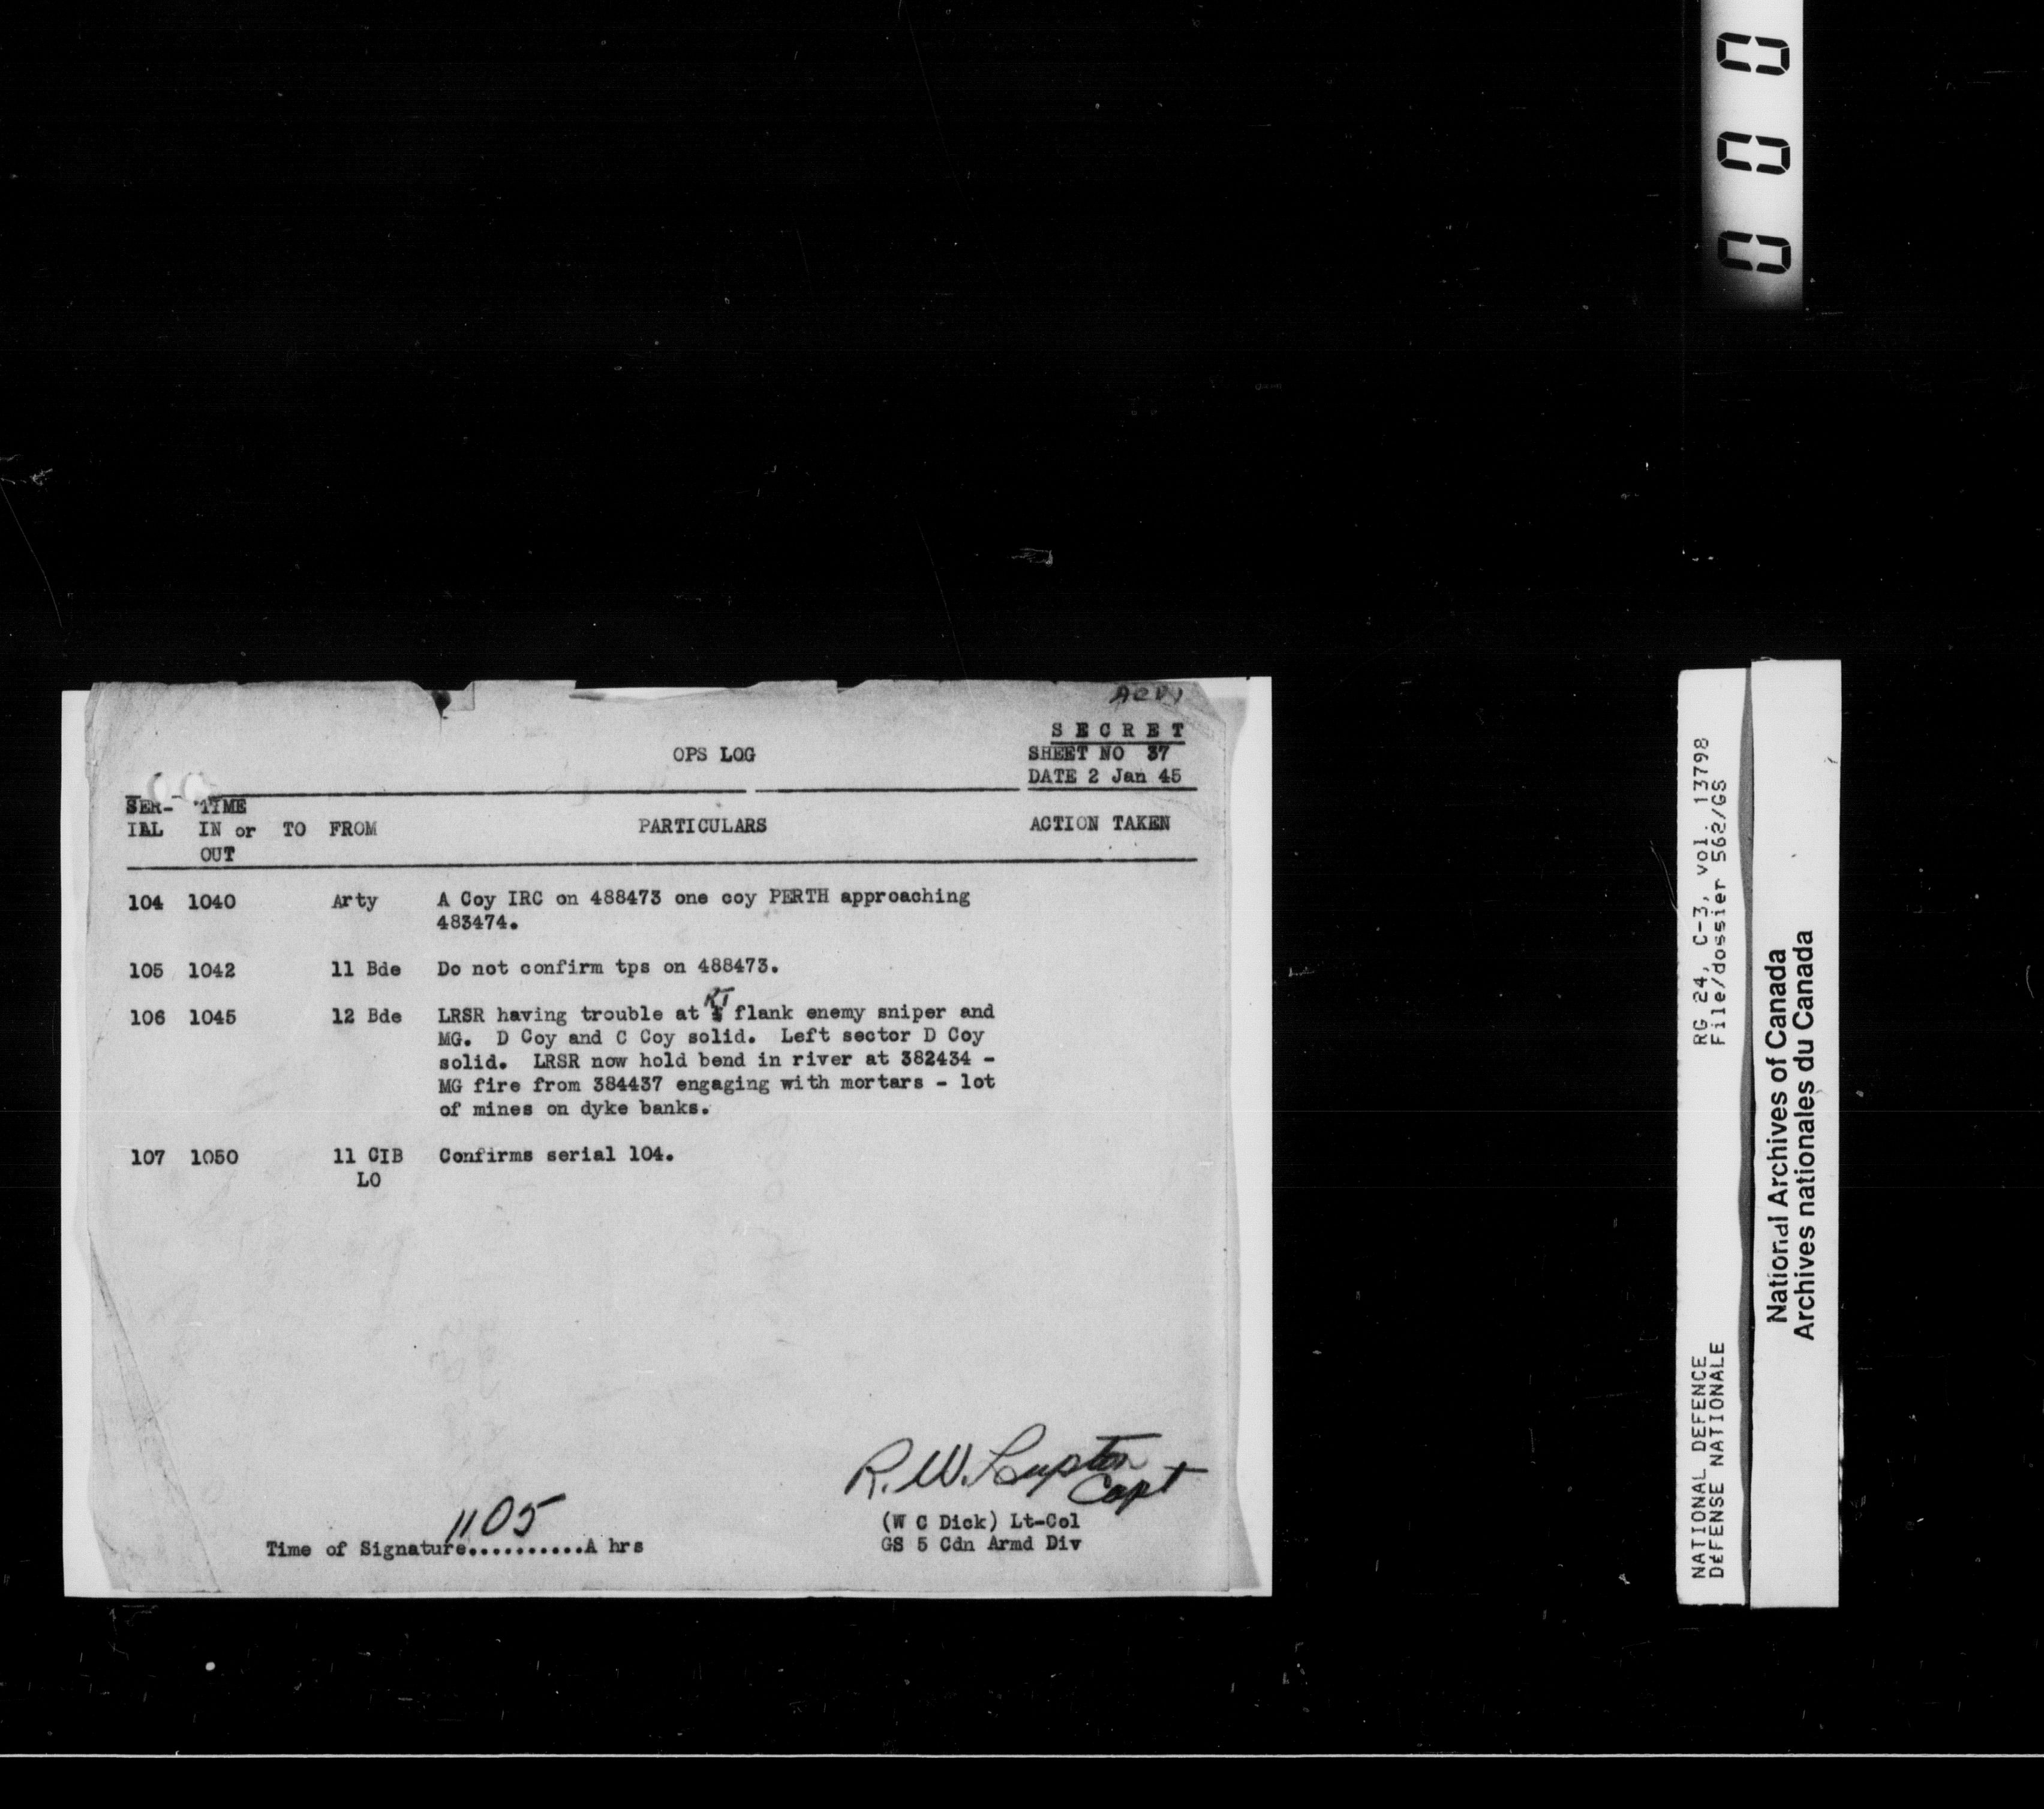 0 0 0
S E C R E T
OPS LOG
SHEET NO 37
DATE 2 Jan 45
SER- TIME
IAL IN or TO FROM PARTICULARS ACTION TAKEN
OUT
104 1040 Arty A Coy IRC on 488473 one coy PERTH approaching
483474.
105 1042 11 Bde Do not confirm tps on 488473.
RT
106 1045 12 Bde LRSR having trouble at flank enemy sniper and
MG. D Coy and C Coy solid. Left sector D Coy
solid. LRSR now hold bend in river at 382434 -
MG fire from 384437 engaging with mortars - lot
of mines on dyke banks.
107 1050 11 CIB Confirms serial 104.
LO
R.W. Lupton
Capt
1105
(W C Dick) Lt-Col
Time of Signature...........A hrs
GS 5 Cdn Armd Div
NATIONAL DEFENCE RG 24, C-3, vol. 13798
DÉFENSE NATIONALE File/dossier 562/GS
National Archives of Canada
Archives nationales du Canada